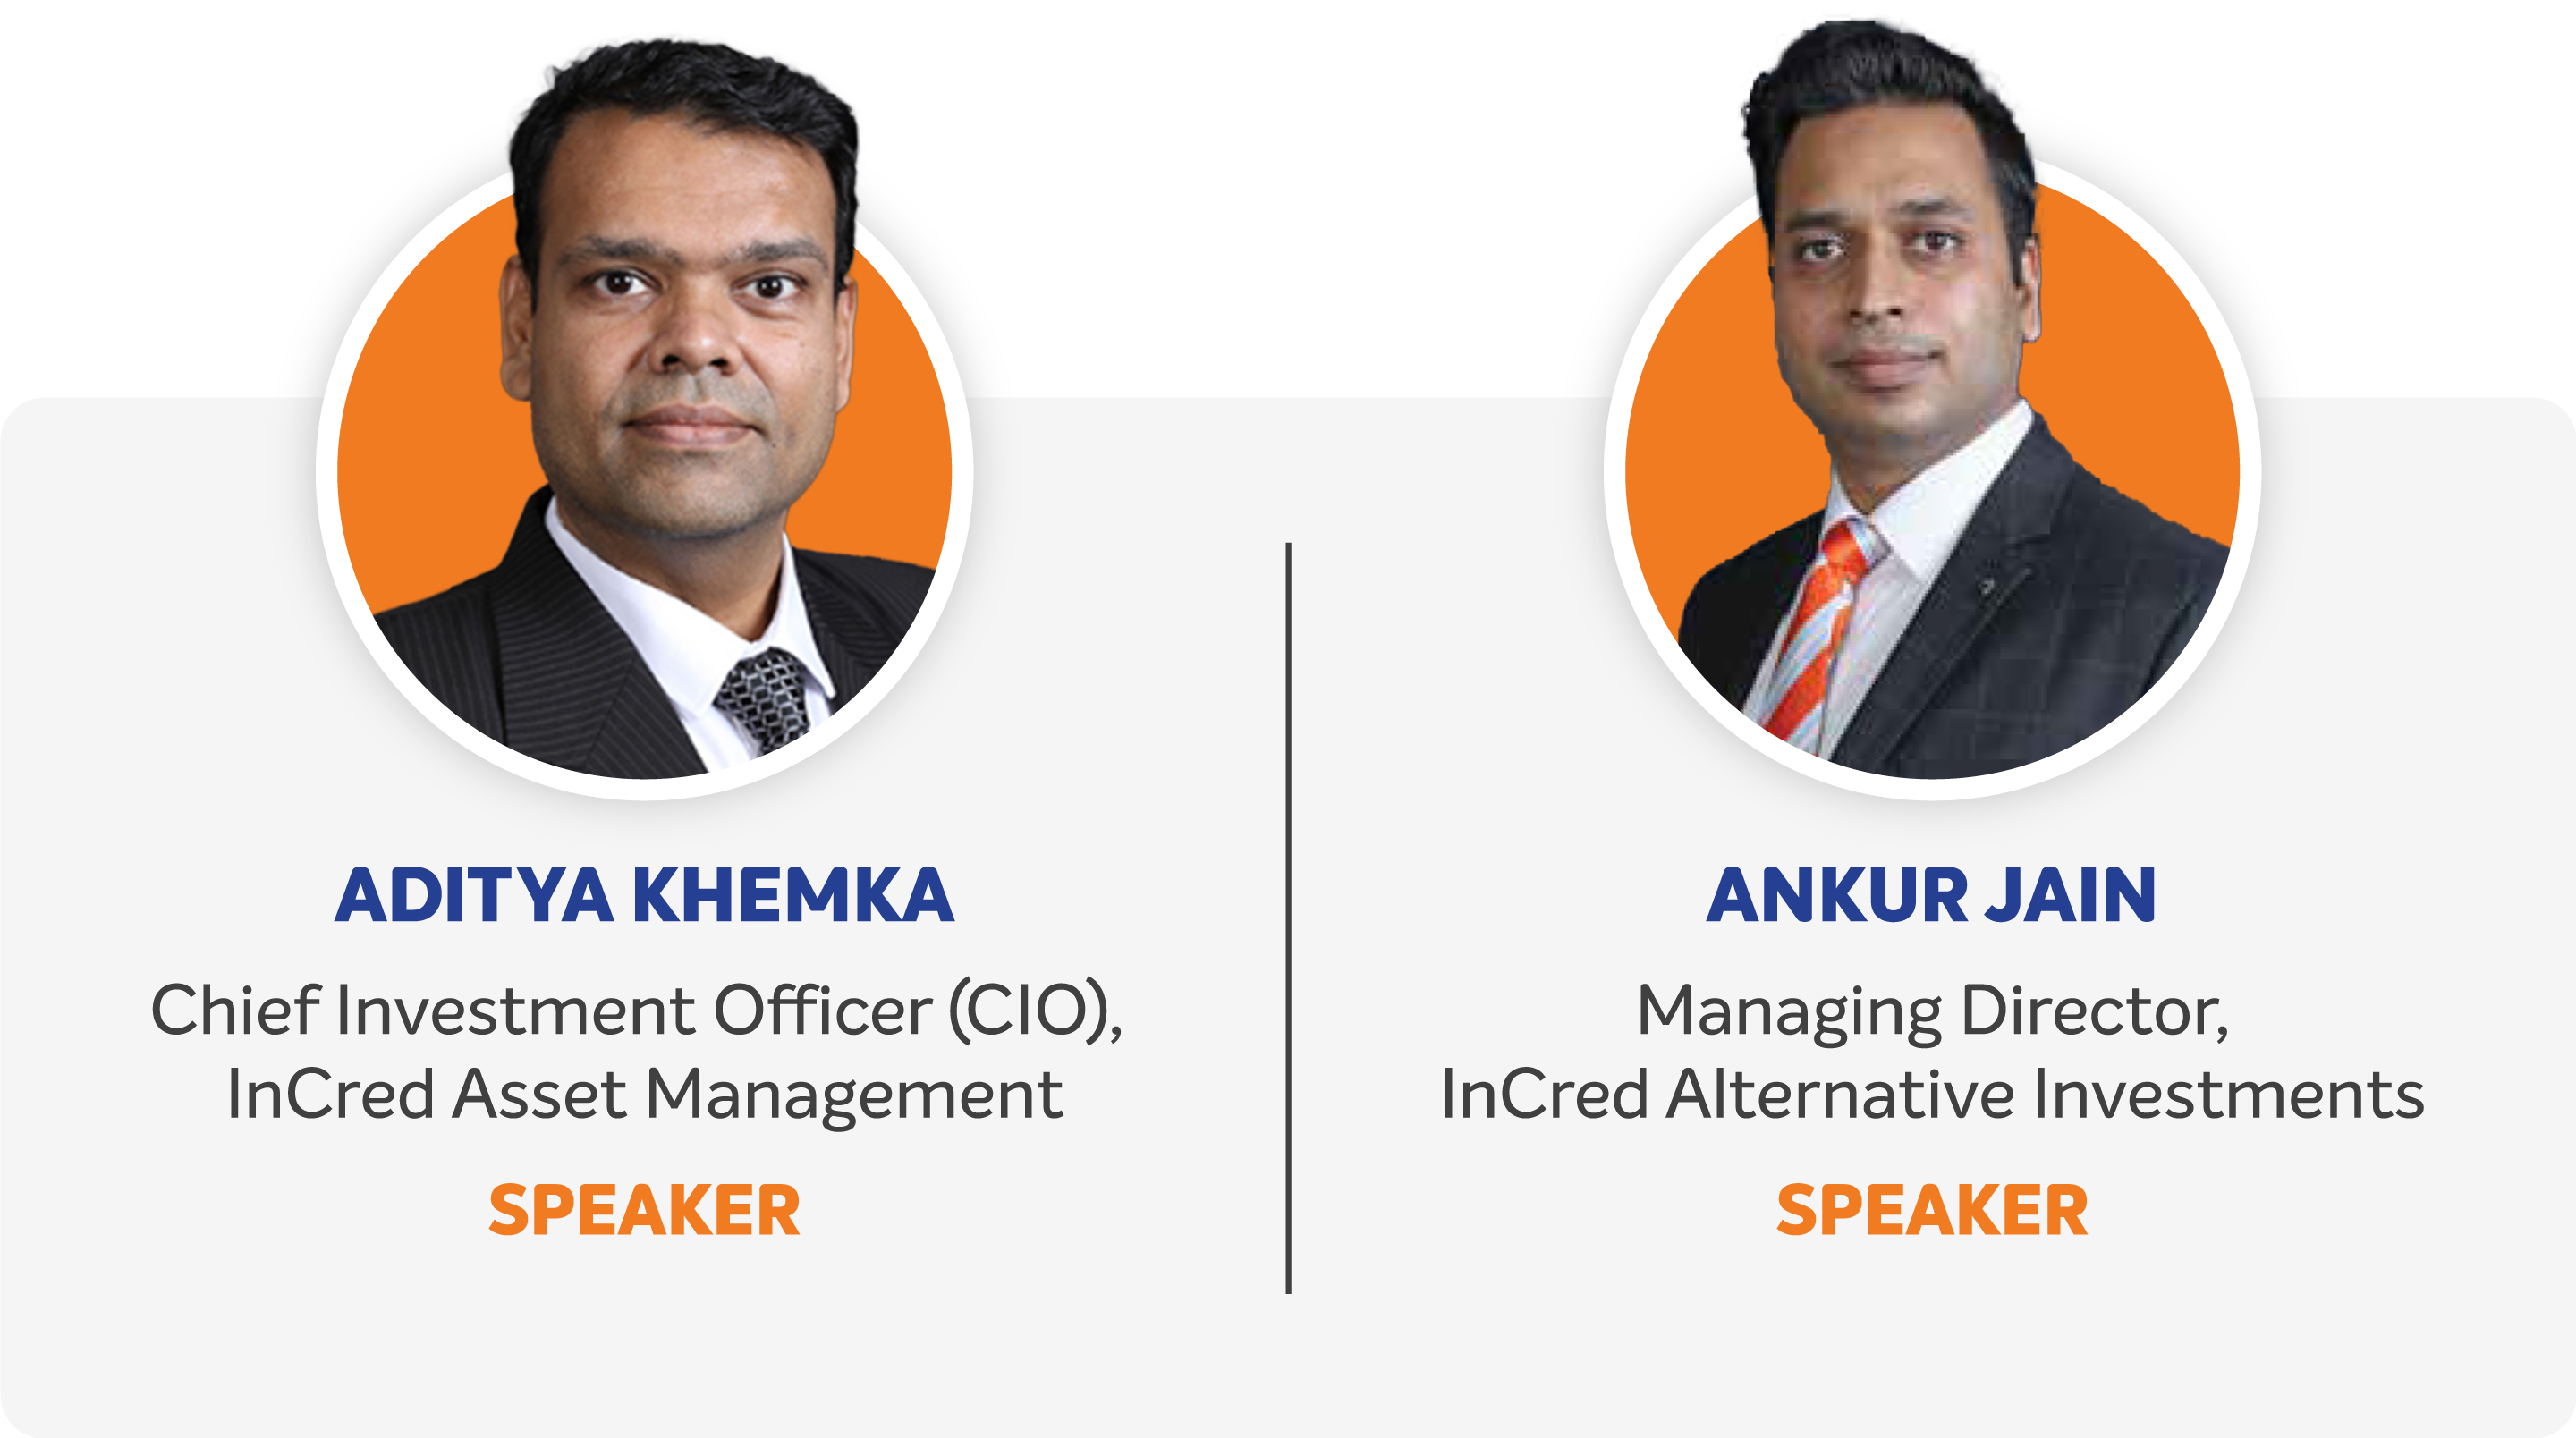 ADITYA KHEMKA
Chief Investment Officer (CIO),
InCred Asset Management
SPEAKER
ANKUR JAIN
Managing Director,
InCred Alternative Investments
SPEAKER